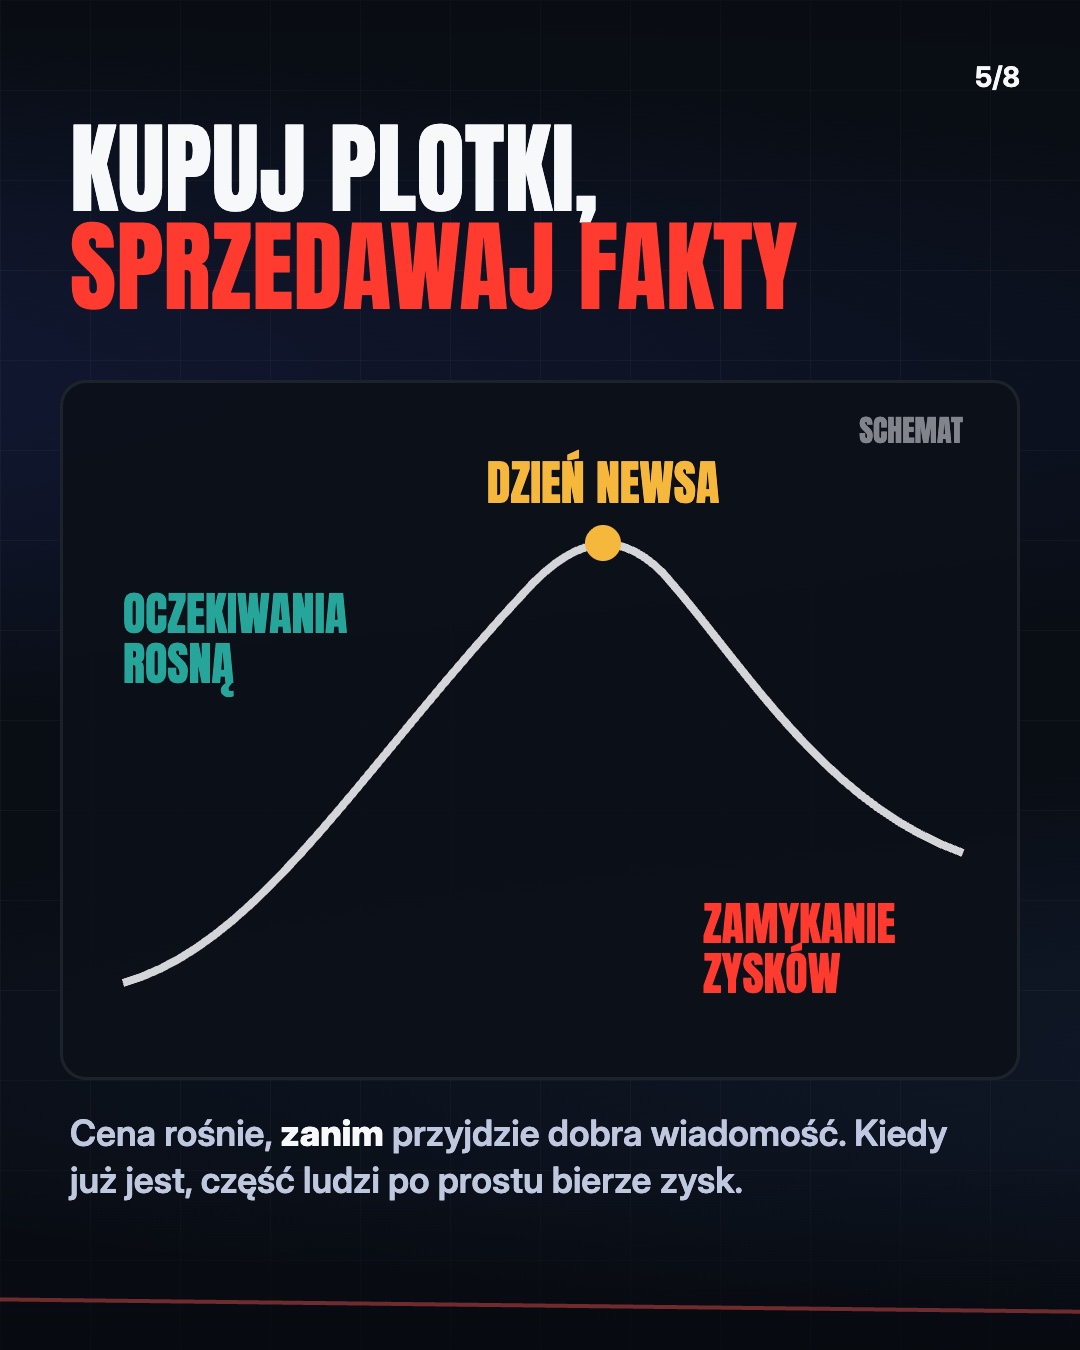 5/8
KUPUJ PLOTKI,
SPRZEDAWAJ FAKTY
SCHEMAT
DZIEŃ NEWSA
OCZEKIWANIA
ROSNĄ
ZAMYKANIE
ZYSKÓW
Cena rośnie, zanim przyjdzie dobra wiadomość. Kiedy
już jest, część ludzi po prostu bierze zysk.